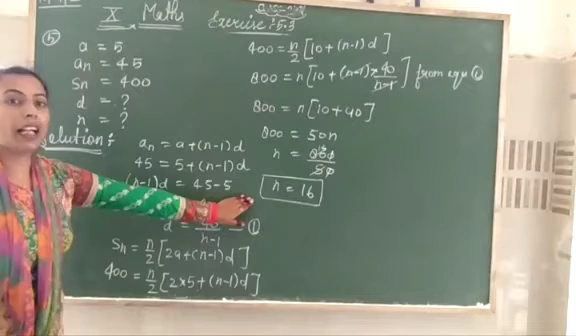 X Maths
Exercise :- 5.3
⑤
a = 5
an = 45
Sn = 400
d = ?
n = ?
Solution :
an = a + (n-1)d
45 = 5 + (n-1)d
(n-1)d = 45 - 5
d = 40/n-1 — ①
Sn = n/2 [2a + (n-1)d]
400 = n/2 [2×5 + (n-1)d]
400 = n/2 [10 + (n-1)d]
800 = n [10 + (n-1) × 40/n-1] from equ ①
800 = n [10 + 40]
800 = 50n
n = 800/50
n = 16